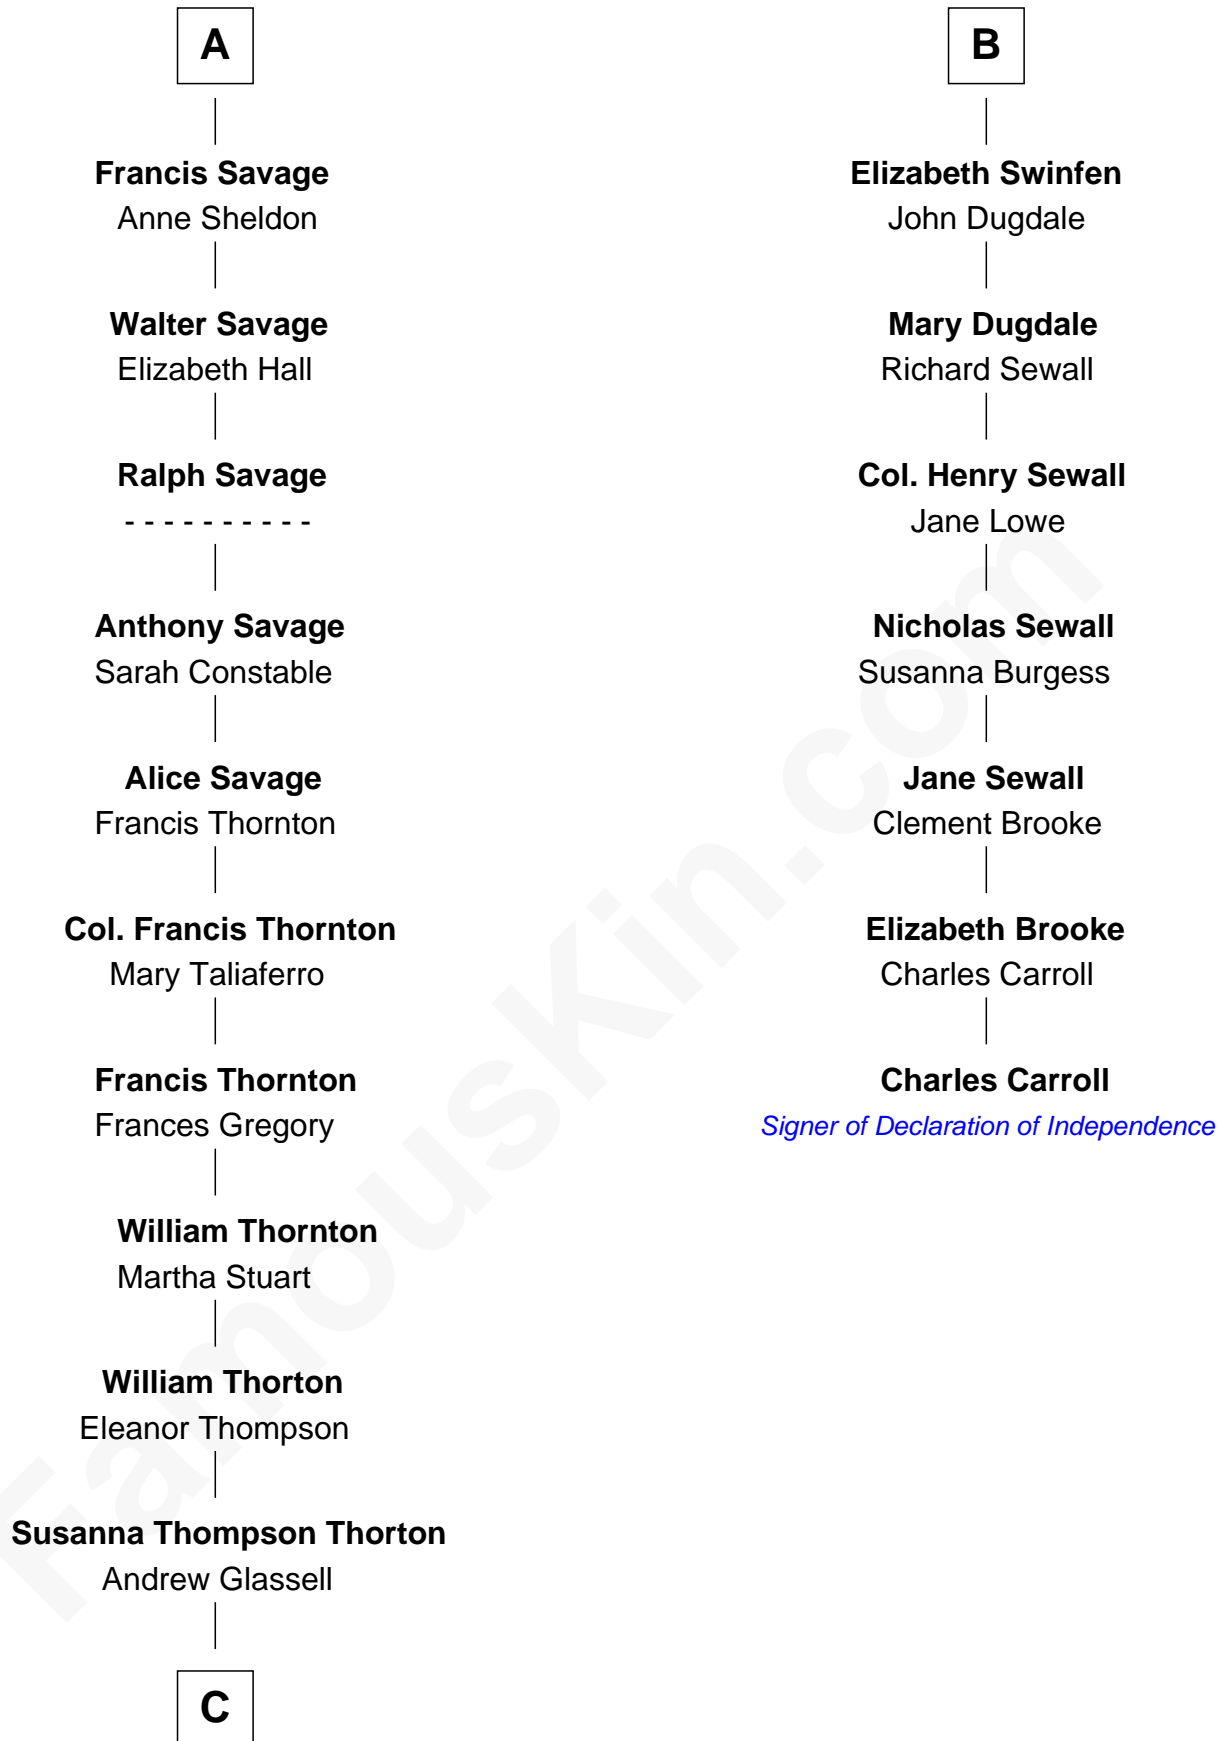 A
Francis Savage
Anne Sheldon
Walter Savage
Elizabeth Hall
Ralph Savage
- - - - - - - - - -
Anthony Savage
Sarah Constable
Alice Savage
Francis Thornton
Col. Francis Thornton
Mary Taliaferro
Francis Thornton
Frances Gregory
William Thornton
Martha Stuart
William Thorton
Eleanor Thompson
Susanna Thompson Thorton
Andrew Glassell
C
B
Elizabeth Swinfen
John Dugdale
Mary Dugdale
Richard Sewall
Col. Henry Sewall
Jane Lowe
Nicholas Sewall
Susanna Burgess
Jane Sewall
Clement Brooke
Elizabeth Brooke
Charles Carroll
Charles Carroll
Signer of Declaration of Independence
FamousKin.com